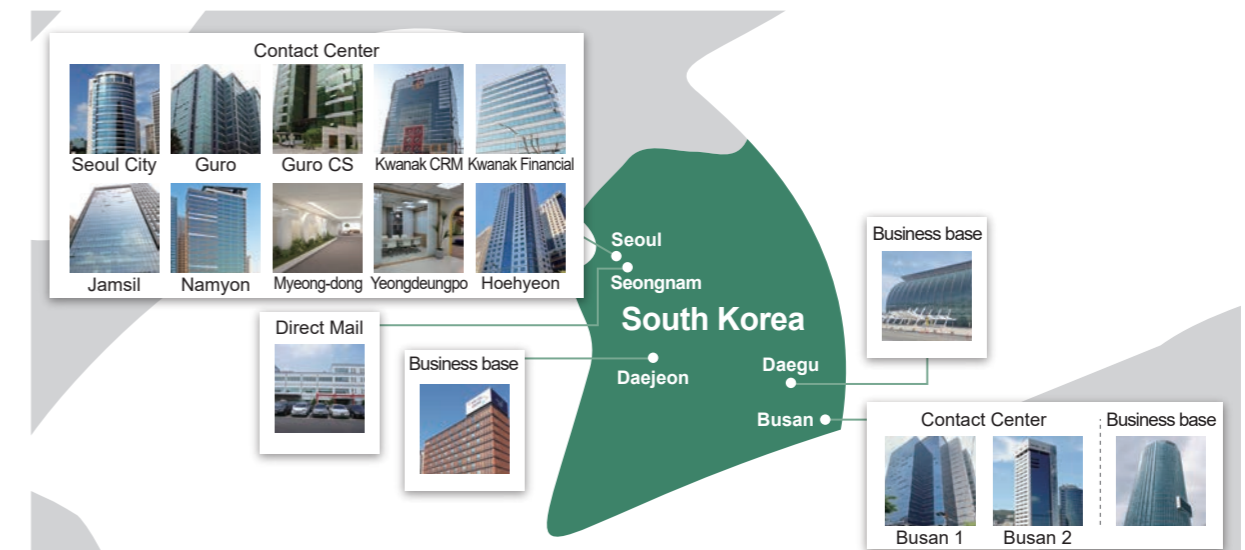 Contact Center
Seoul City Guro Guro CS Kwanak CRM Kwanak Financial
Jamsil Namyon Myeong-dong Yeongdeungpo Hoehyeon
Seoul
Seongnam
South Korea
Business base
Direct Mail
Business base
Daejeon
Daegu
Busan
Contact Center Business base
Busan 1 Busan 2